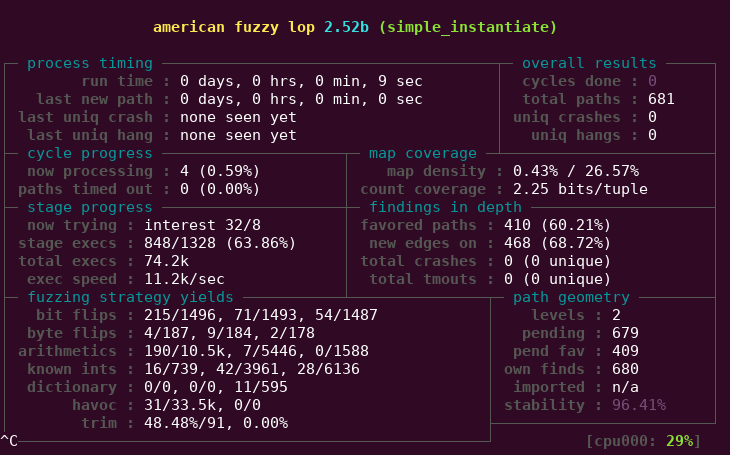 american fuzzy lop 2.52b (simple_instantiate)
process timing overall results
run time : 0 days, 0 hrs, 0 min, 9 sec cycles done : 0
last new path : 0 days, 0 hrs, 0 min, 0 sec total paths : 681
last uniq crash : none seen yet uniq crashes : 0
last uniq hang : none seen yet uniq hangs : 0
cycle progress map coverage
now processing : 4 (0.59%) map density : 0.43% / 26.57%
paths timed out : 0 (0.00%) count coverage : 2.25 bits/tuple
stage progress findings in depth
now trying : interest 32/8 favored paths : 410 (60.21%)
stage execs : 848/1328 (63.86%) new edges on : 468 (68.72%)
total execs : 74.2k total crashes : 0 (0 unique)
exec speed : 11.2k/sec total tmouts : 0 (0 unique)
fuzzing strategy yields path geometry
bit flips : 215/1496, 71/1493, 54/1487 levels : 2
byte flips : 4/187, 9/184, 2/178 pending : 679
arithmetics : 190/10.5k, 7/5446, 0/1588 pend fav : 409
known ints : 16/739, 42/3961, 28/6136 own finds : 680
dictionary : 0/0, 0/0, 11/595 imported : n/a
havoc : 31/33.5k, 0/0 stability : 96.41%
trim : 48.48%/91, 0.00%
^C [cpu000: 29%]